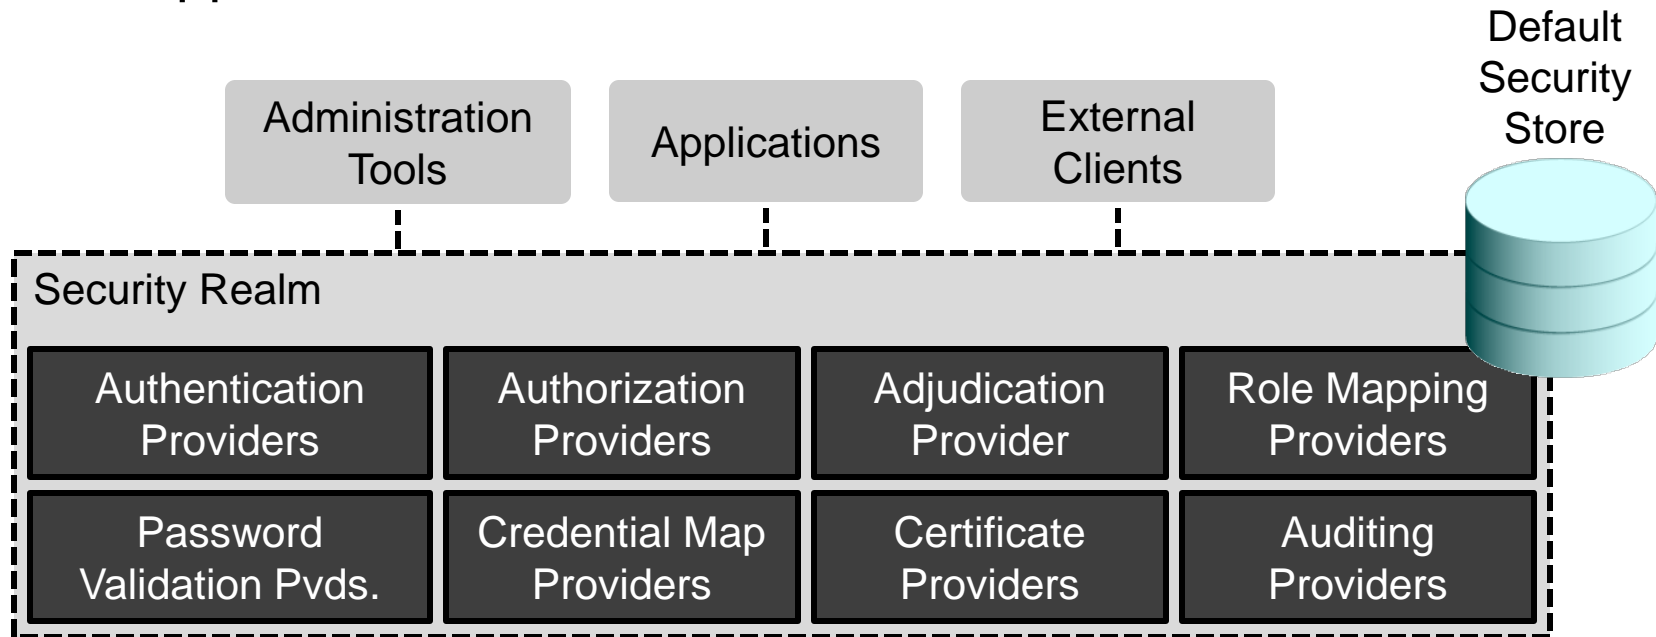 Default
Security
Store
Administration
Tools
Applications
External
Clients
Security Realm
Authentication
Providers
Authorization
Providers
Adjudication
Provider
Role Mapping
Providers
Password
Validation Pvds.
Credential Map
Providers
Certificate
Providers
Auditing
Providers